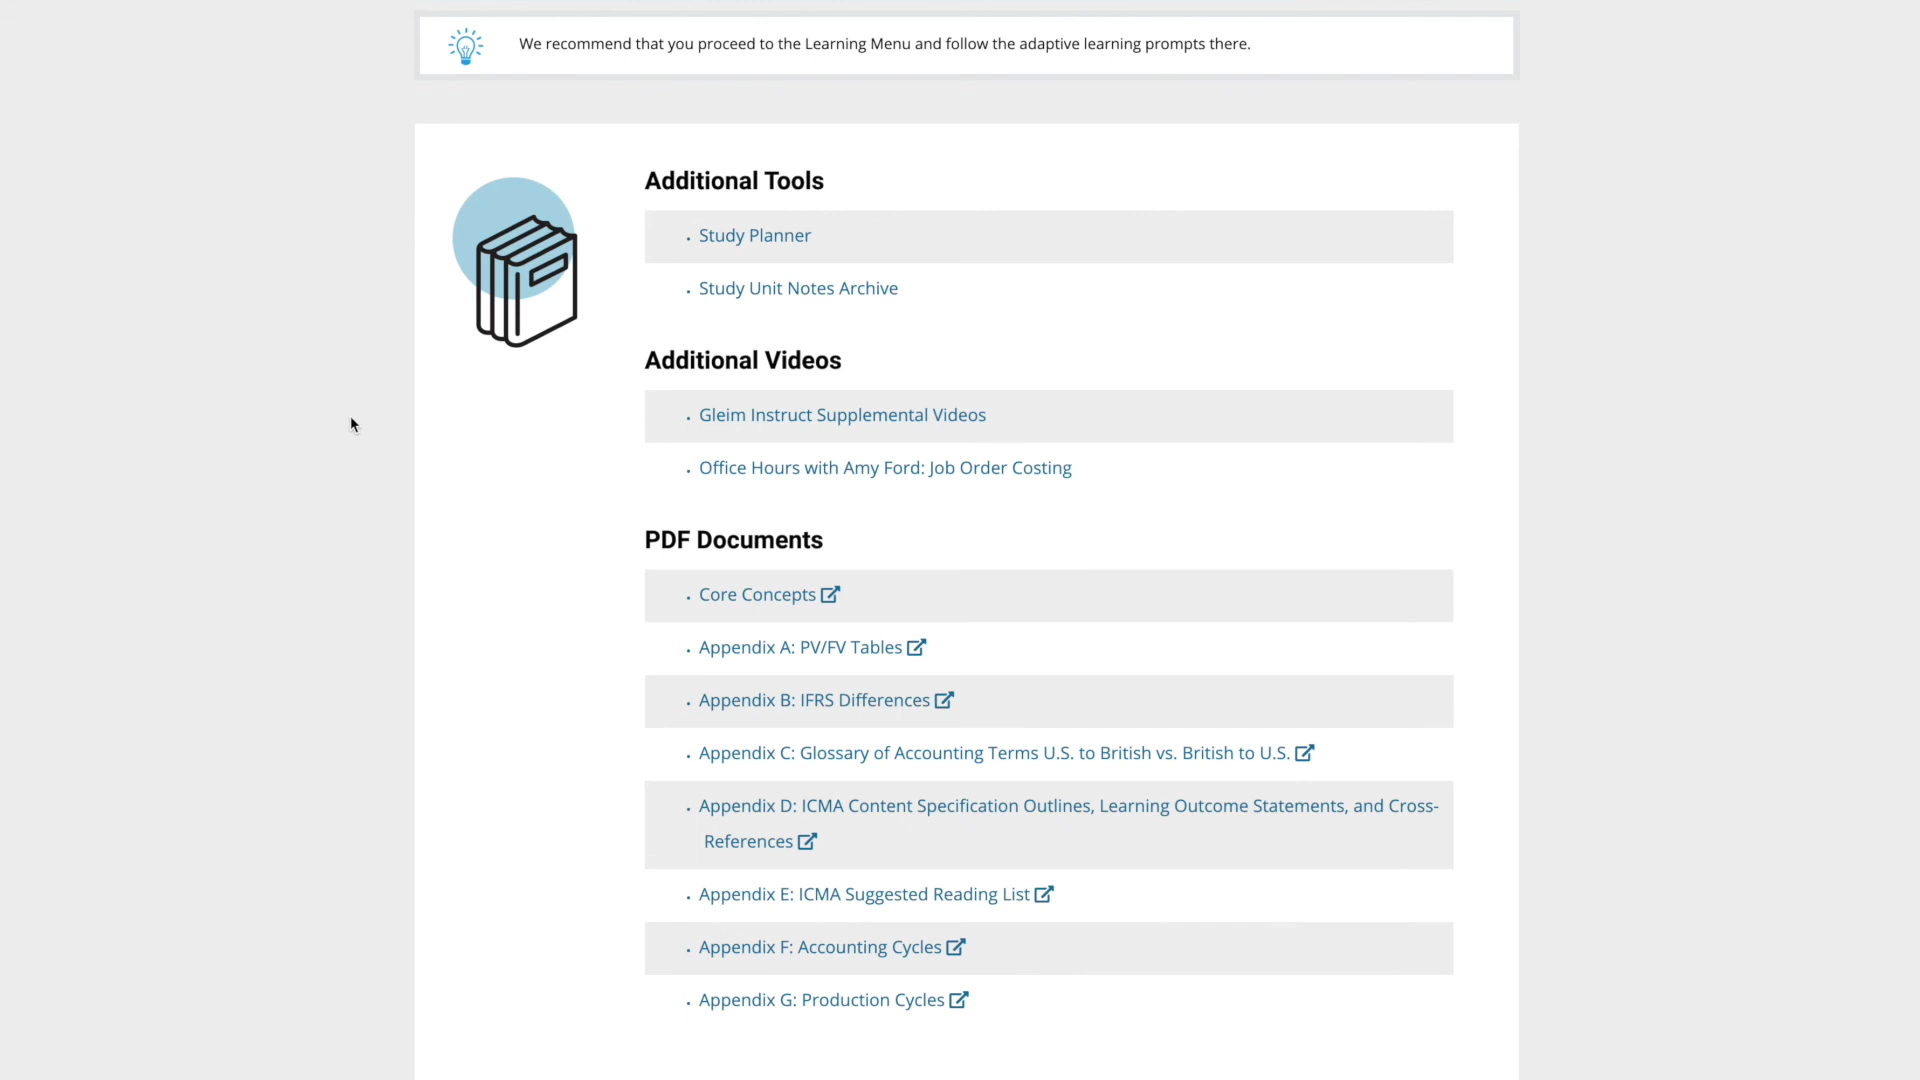 We recommend that you proceed to the Learning Menu and follow the adaptive learning prompts there.
Additional Tools
Study Planner
Study Unit Notes Archive
Additional Videos
Gleim Instruct Supplemental Videos
Office Hours with Amy Ford: Job Order Costing
PDF Documents
Core Concepts
Appendix A: PV/FV Tables
Appendix B: IFRS Differences
Appendix C: Glossary of Accounting Terms U.S. to British vs. British to U.S.
Appendix D: ICMA Content Specification Outlines, Learning Outcome Statements, and Cross-
References
Appendix E: ICMA Suggested Reading List
Appendix F: Accounting Cycles
Appendix G: Production Cycles